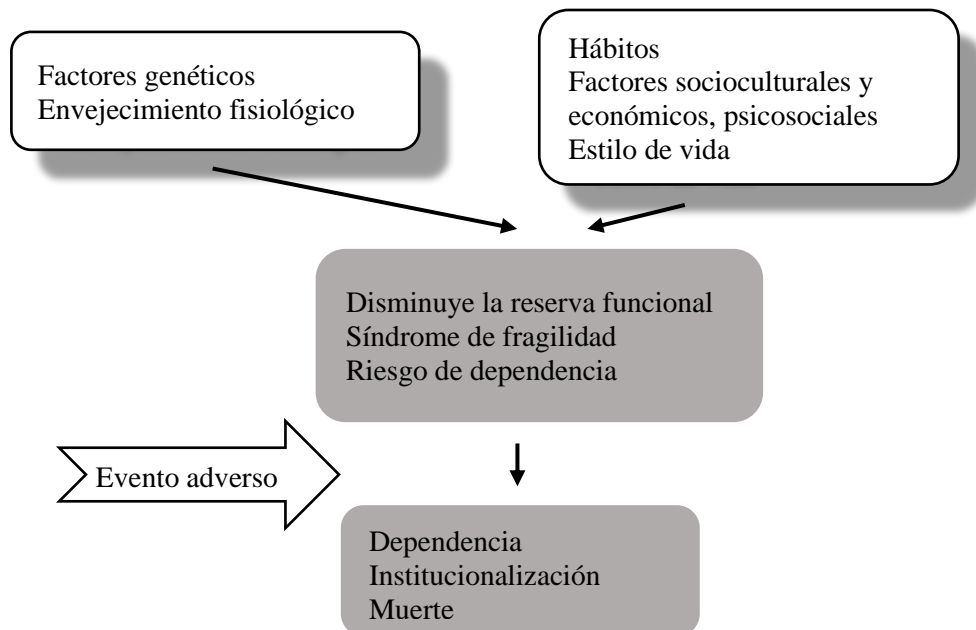 Factores genéticos
Envejecimiento fisiológico
Hábitos
Factores socioculturales y
económicos, psicosociales
Estilo de vida
Disminuye la reserva funcional
Síndrome de fragilidad
Riesgo de dependencia
Evento adverso
Dependencia
Institucionalización
Muerte